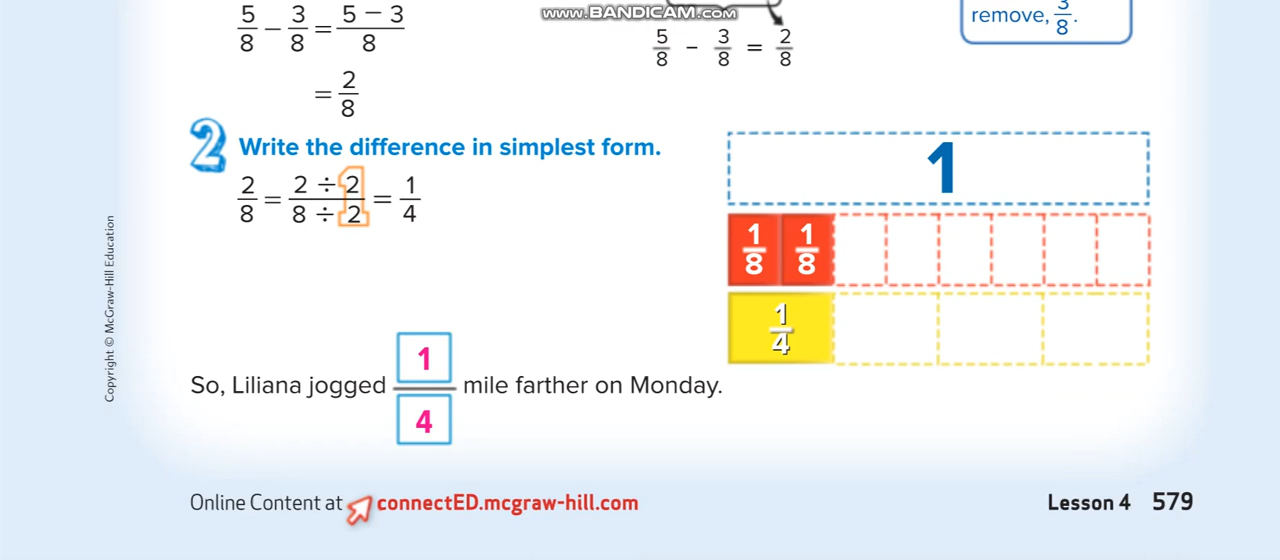 www.BANDICAM.com
5/8 − 3/8 = (5 − 3)/8
= 2/8
5/8 - 3/8 = 2/8
remove, 3/8.
2 Write the difference in simplest form.
2/8 = (2 ÷ 2)/(8 ÷ 2) = 1/4
1
1
1/8 1/8
1/4
So, Liliana jogged 1/4 mile farther on Monday.
Copyright © McGraw-Hill Education
Online Content at connectED.mcgraw-hill.com
Lesson 4 579